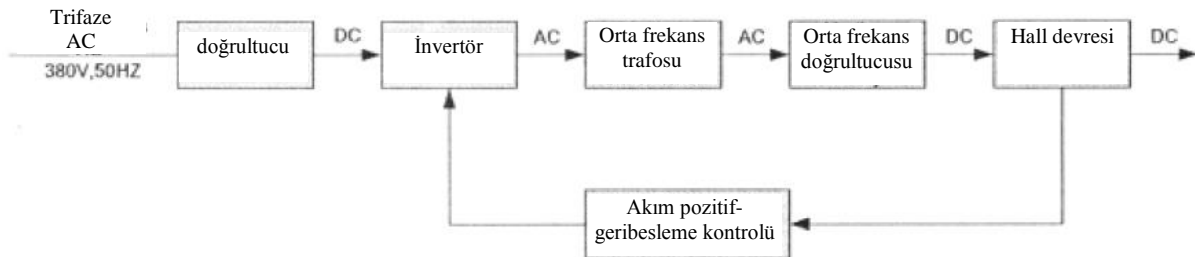 Trifaze
AC
380V,50HZ
doğrultucu
DC
İnvertör
AC
Orta frekans
trafosu
AC
Orta frekans
doğrultucusu
DC
Hall devresi
DC
Akım pozitif-
geribesleme kontrolü